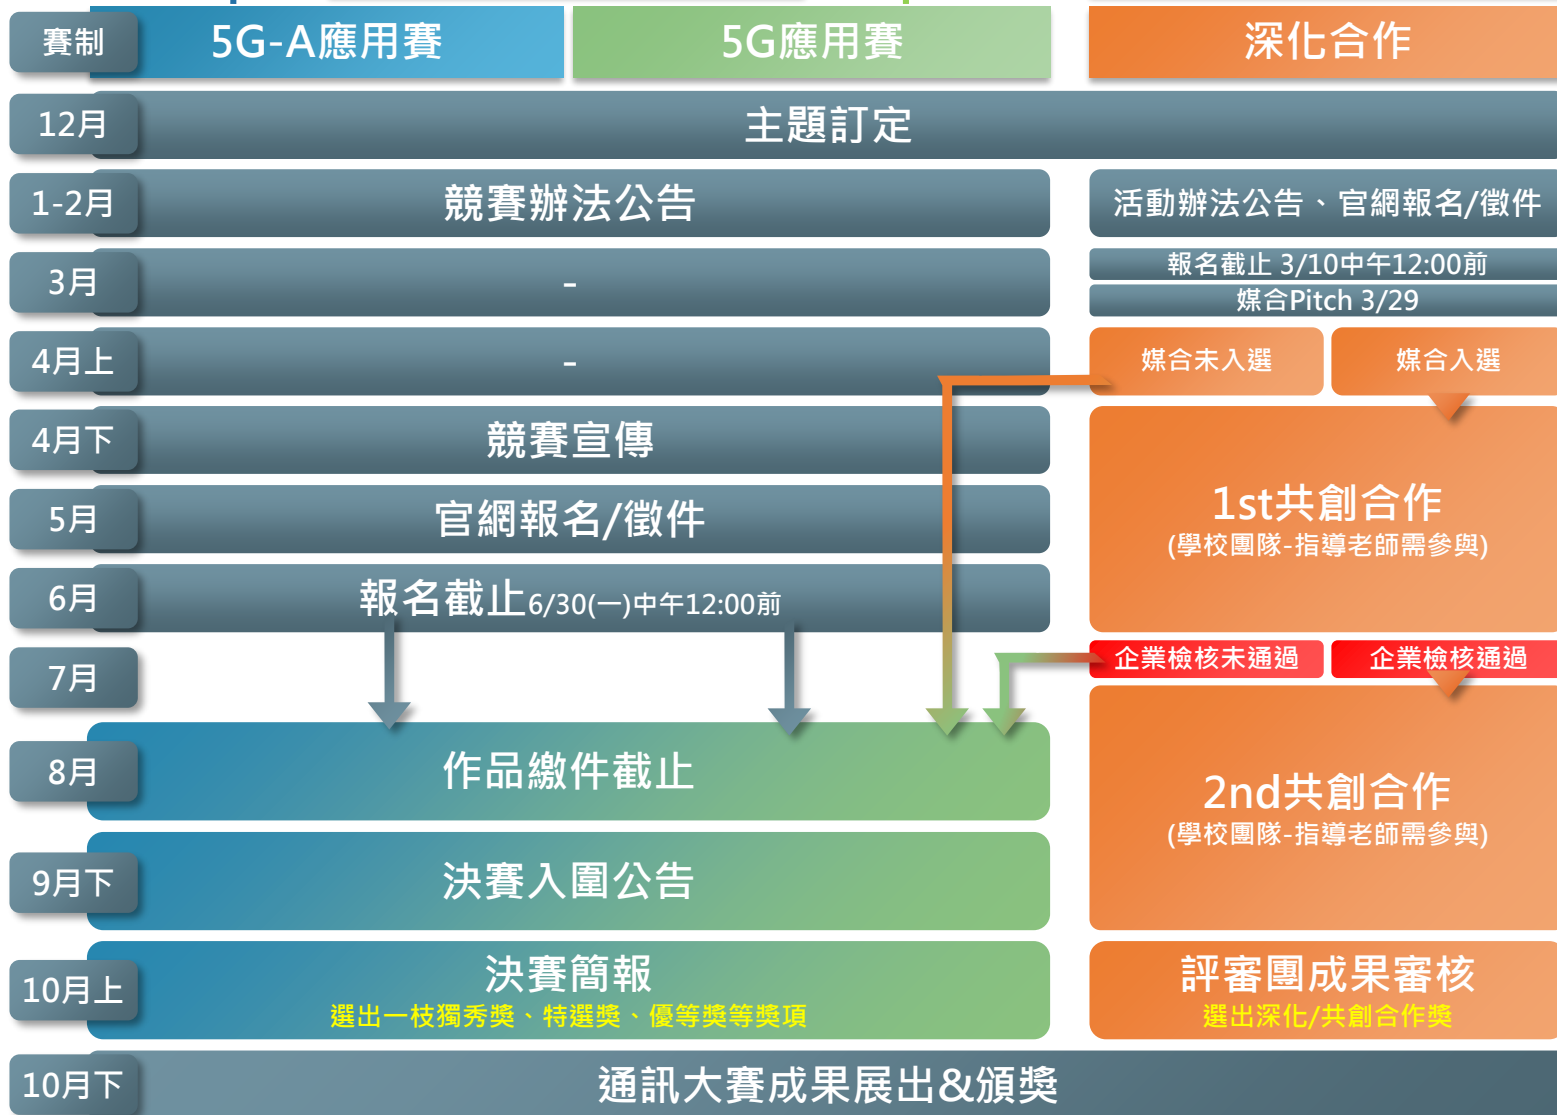 賽制
5G-A應用賽
5G應用賽
深化合作
12月
主題訂定
1-2月
競賽辦法公告
活動辦法公告、官網報名/徵件
3月
-
報名截止 3/10中午12:00前
媒合Pitch 3/29
4月上
-
媒合未入選
媒合入選
4月下
競賽宣傳
1st共創合作
(學校團隊-指導老師需參與)
5月
官網報名/徵件
6月
報名截止6/30(一)中午12:00前
7月
企業檢核未通過
企業檢核通過
8月
作品繳件截止
2nd共創合作
(學校團隊-指導老師需參與)
9月下
決賽入圍公告
10月上
決賽簡報
選出一枝獨秀獎、特選獎、優等獎等獎項
評審團成果審核
選出深化/共創合作獎
10月下
通訊大賽成果展出&頒獎